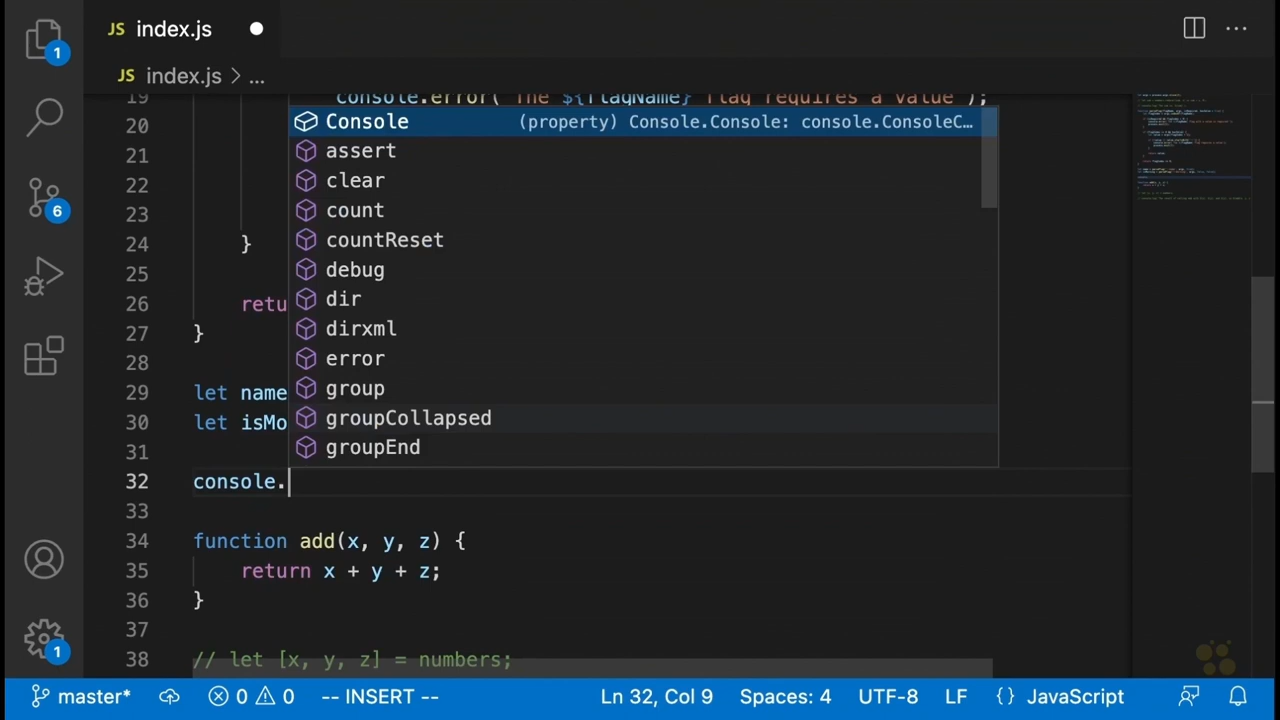 JS index.js
JS index.js > ...
19 console.error(`The ${flagName} flag requires a value`);
20 Console (property) Console.Console: console.ConsoleC…
21 assert
22 clear
count
23 countReset
24 }
25 debug
dir
26 retu
27 }
dirxml
28 error
29 let name
group
30 let isMo
groupCollapsed
31 groupEnd
32 console.
33
34 function add(x, y, z) {
35 return x + y + z;
36 }
37
38 // let [x, y, z] = numbers;
1
6
1
master* 0 0 -- INSERT -- Ln 32, Col 9 Spaces: 4 UTF-8 LF {} JavaScript